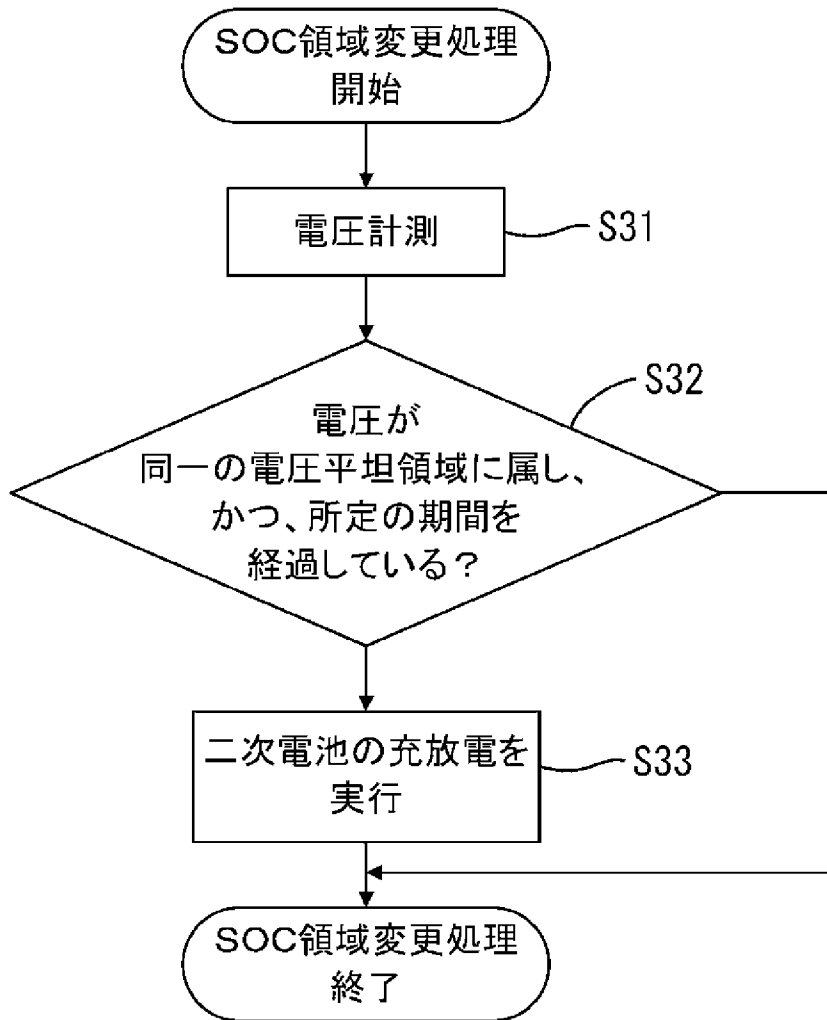 SOC領域変更処理
開始
電圧計測
S31
S32
電圧が
同一の電圧平坦領域に属し、
かつ、所定の期間を
経過している?
二次電池の充放電を
実行
S33
SOC領域変更処理
終了